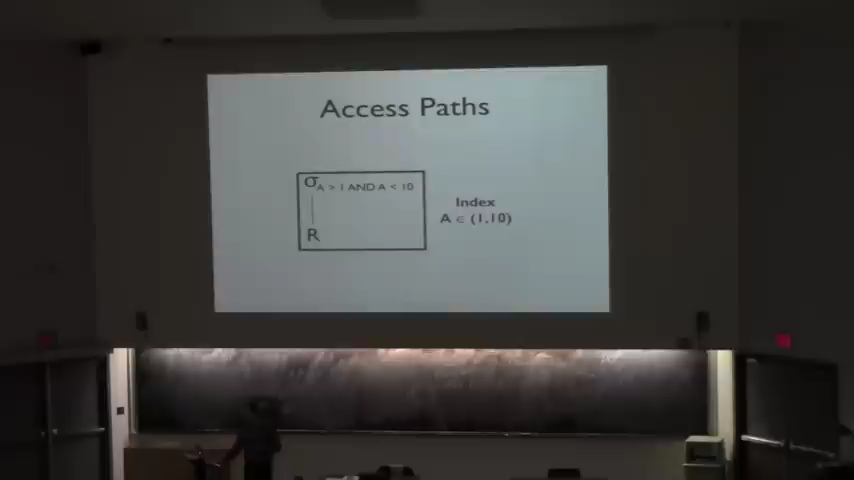 Access Paths
σA > 1 AND A < 10
R
Index
A ∈ (1,10)